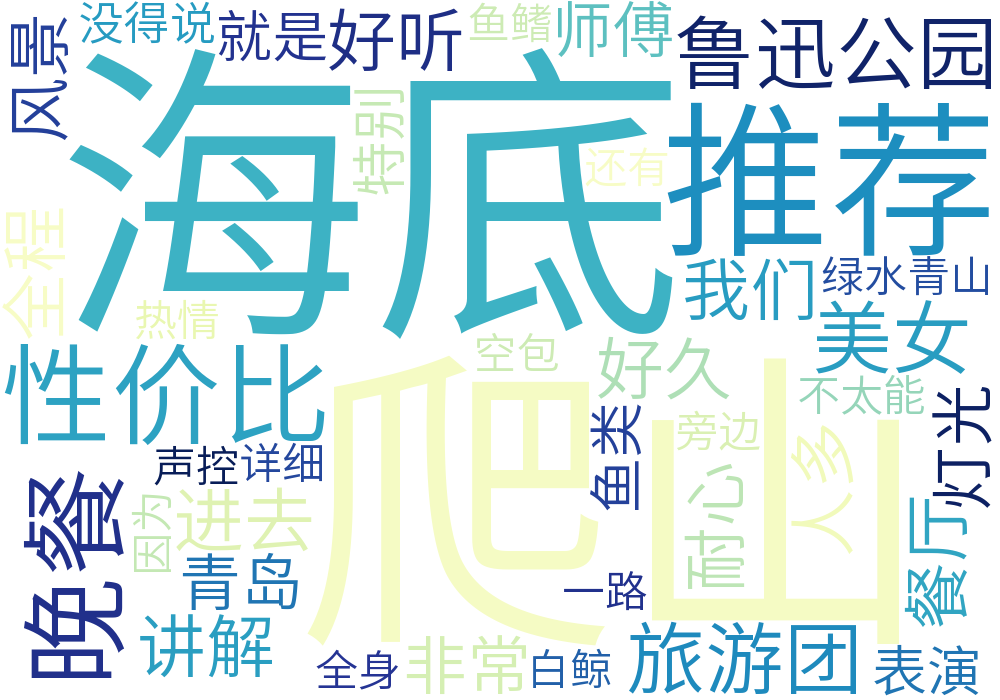 没得说
就是
好听
鱼鳍
师傅
鲁迅公园
风景
海底
特别
还有
推荐
全程
热情
我们
绿水青山
美女
性价比
空包
好久
不太能
爬山
旁边
人多
灯光
鱼类
声控
详细
晚餐
因为
进去
耐心
餐厅
青岛
一路
讲解
全身
非常
白鲸
旅游团
表演